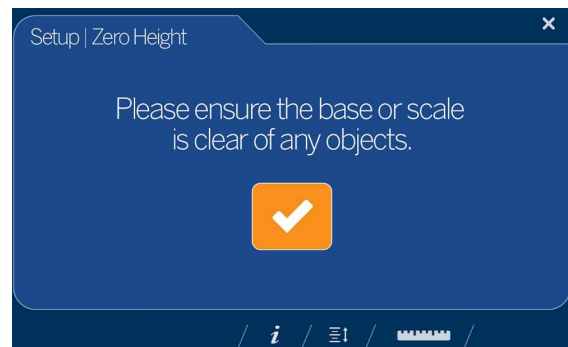 Setup | Zero Height
Please ensure the base or scale
is clear of any objects.
i